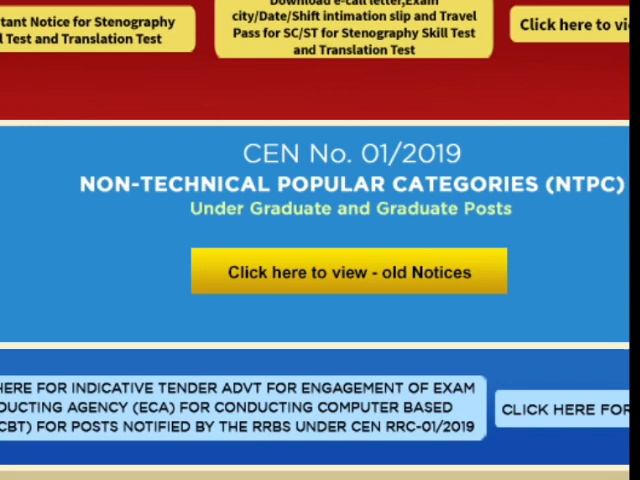 tant Notice for Stenography
l Test and Translation Test
Download e-call letter,Exam
city/Date/Shift intimation slip and Travel
Pass for SC/ST for Stenography Skill Test
and Translation Test
Click here to vi
CEN No. 01/2019
NON-TECHNICAL POPULAR CATEGORIES (NTPC)
Under Graduate and Graduate Posts
Click here to view - old Notices
HERE FOR INDICATIVE TENDER ADVT FOR ENGAGEMENT OF EXAM
DUCTING AGENCY (ECA) FOR CONDUCTING COMPUTER BASED
CBT) FOR POSTS NOTIFIED BY THE RRBS UNDER CEN RRC-01/2019
CLICK HERE FOR